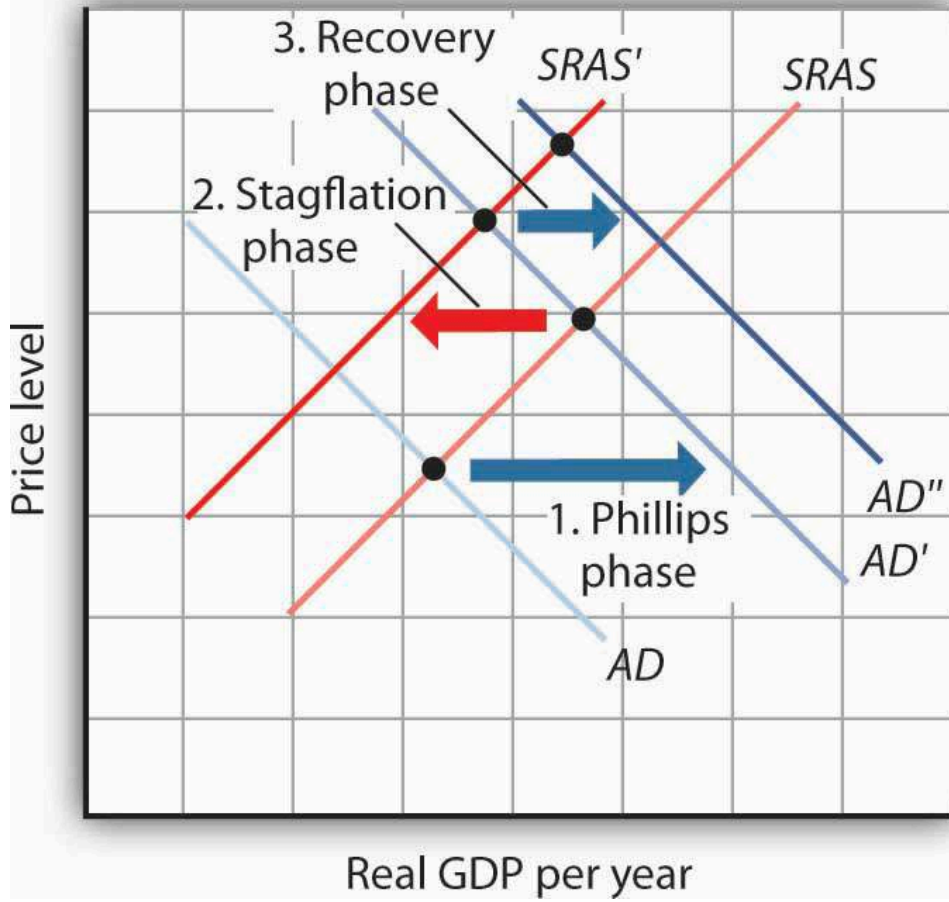 3. Recovery
phase
SRAS'
SRAS
2. Stagflation
phase
Price level
1. Phillips
phase
AD"
AD'
AD
Real GDP per year